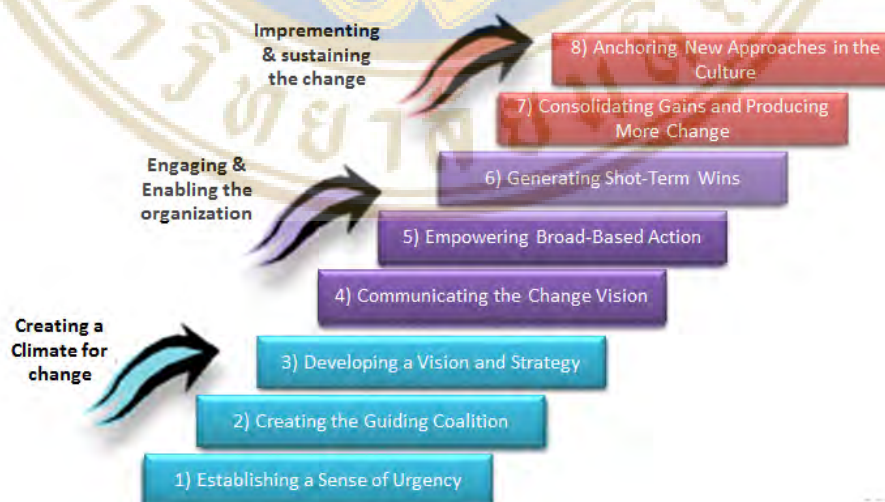 Imprementing
& sustaining
the change
8) Anchoring New Approaches in the
Culture
7) Consolidating Gains and Producing
More Change
Engaging &
Enabling the
organization
6) Generating Shot-Term Wins
5) Empowering Broad-Based Action
4) Communicating the Change Vision
Creating a
Climate for
change
3) Developing a Vision and Strategy
2) Creating the Guiding Coalition
1) Establishing a Sense of Urgency